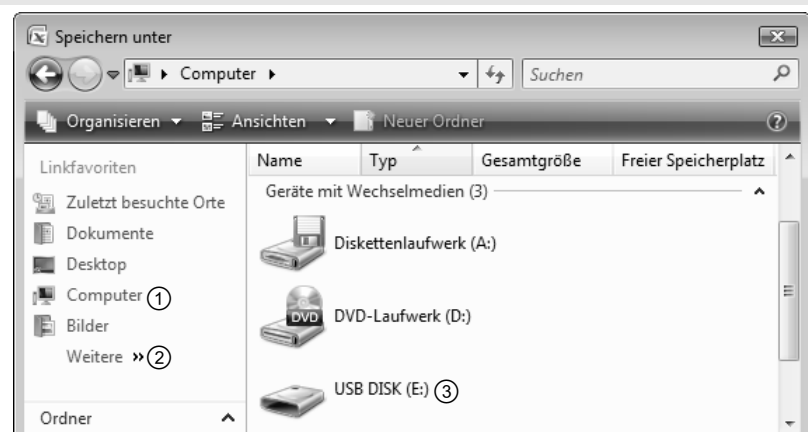 Speichern unter
Computer
Suchen
Organisieren Ansichten Neuer Ordner ?
Linkfavoriten
Zuletzt besuchte Orte
Dokumente
Desktop
Computer 1
Bilder
Weitere » 2
Ordner
Name Typ Gesamtgröße Freier Speicherplatz
Geräte mit Wechselmedien (3)
Diskettenlaufwerk (A:)
DVD DVD-Laufwerk (D:)
USB DISK (E:) 3